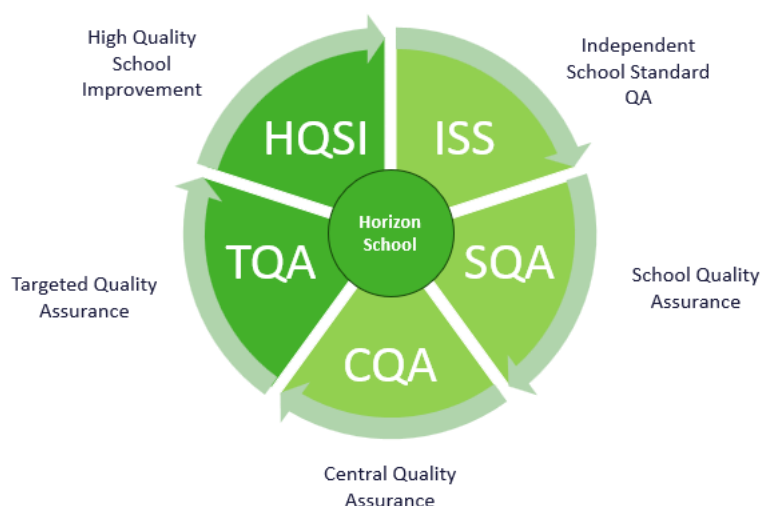 High Quality
School
Improvement
Independent
School Standard
QA
HQSI
ISS
Horizon
School
TQA
SQA
Targeted Quality
Assurance
School Quality
Assurance
CQA
Central Quality
Assurance